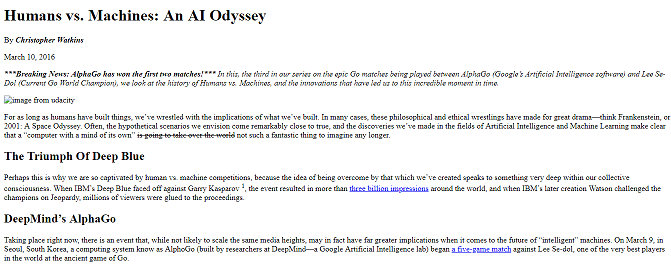 Humans vs. Machines: An AI Odyssey
By Christopher Watkins
March 10, 2016
***Breaking News: AlphaGo has won the first two matches!*** In this, the third in our series on the epic Go matches being played between AlphaGo (Google's Artificial Intelligence software) and Lee Se-
Dol (Current Go World Champion), we look at the history of Humans vs. Machines, and the innovations that have led us to this incredible moment in time.
image from udacity
For as long as humans have built things, we've wrestled with the implications of what we've built. In many cases, these philosophical and ethical wrestlings have made for great drama—think Frankenstein, or
2001: A Space Odyssey. Often, the hypothetical scenarios we envision come remarkably close to true, and the discoveries we've made in the fields of Artificial Intelligence and Machine Learning make clear
that a "computer with a mind of its own" is going to take over the world not such a fantastic thing to imagine any longer.
The Triumph Of Deep Blue
Perhaps this is why we are so captivated by human vs. machine competitions, because the idea of being overcome by that which we've created speaks to something very deep within our collective
consciousness. When IBM's Deep Blue faced off against Garry Kasparov 1, the event resulted in more than three billion impressions around the world, and when IBM's later creation Watson challenged the
champions on Jeopardy, millions of viewers were glued to the proceedings.
DeepMind's AlphaGo
Taking place right now, there is an event that, while not likely to scale the same media heights, may in fact have far greater implications when it comes to the future of "intelligent" machines. On March 9, in
Seoul, South Korea, a computing system know as AlphoGo (built by researchers at DeepMind—a Google Artificial Intelligence lab) began a five-game match against Lee Se-dol, one of the very best players
in the world at the ancient game of Go.